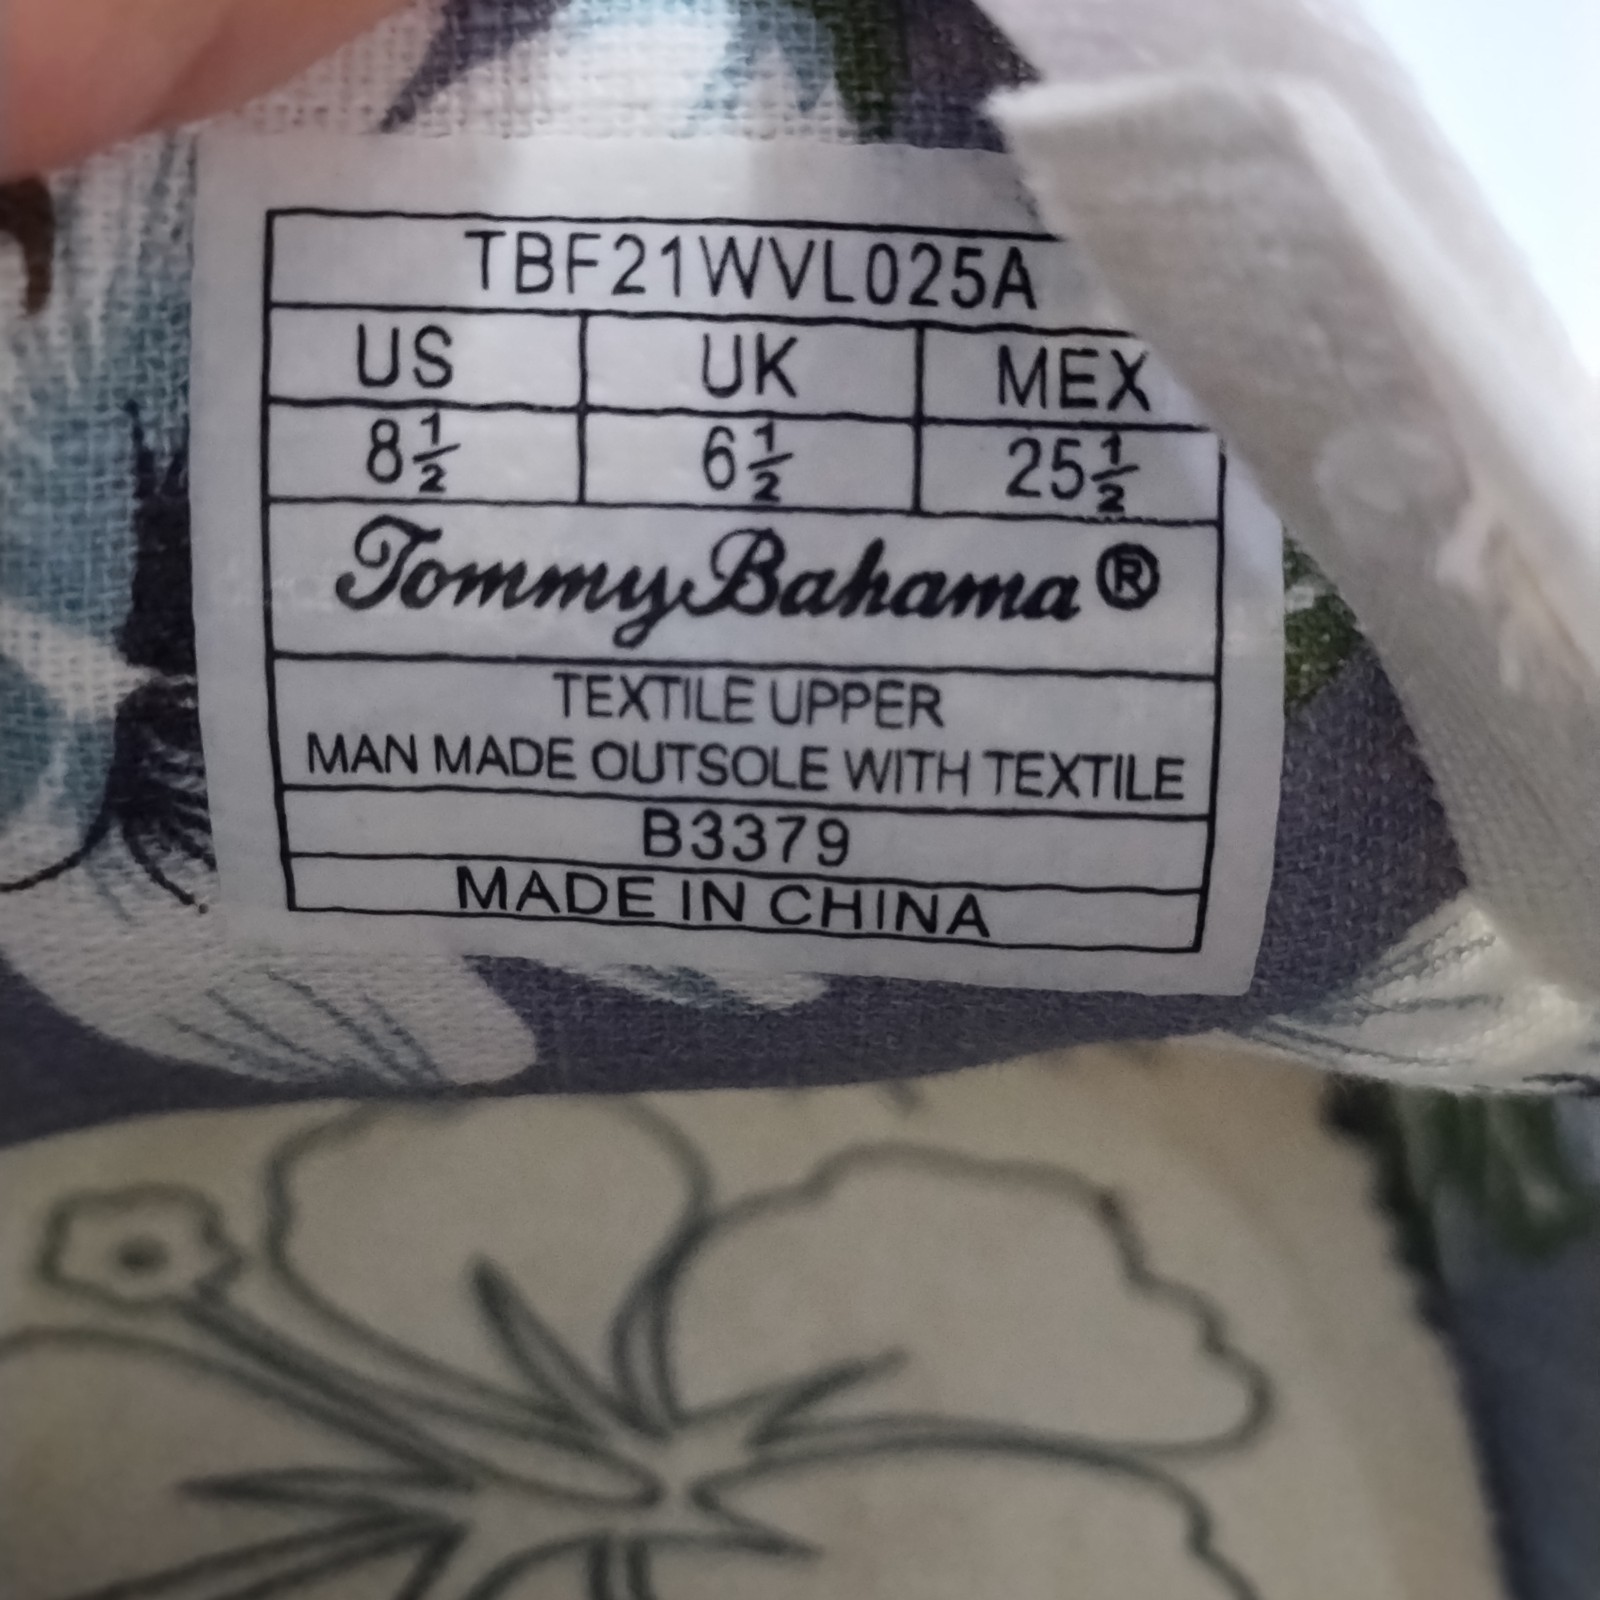 TBF21WVL025A
US UK MEX
8½ 6½ 25½
Tommy Bahama ®
TEXTILE UPPER
MAN MADE OUTSOLE WITH TEXTILE
B3379
MADE IN CHINA